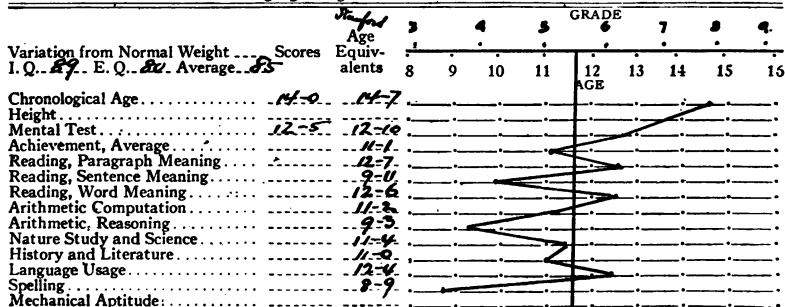 Stanford GRADE
Age 3 4 5 6 7 8 9
Variation from Normal Weight .... Scores Equiv-
I. Q. 89 E. Q. 80 Average 85 alents 8 9 10 11 12 13 14 15 16
AGE
Chronological Age 14-0 14-7
Height
Mental Test 12-5 12-10
Achievement, Average 11-1
Reading, Paragraph Meaning 12-7
Reading, Sentence Meaning 9-11
Reading, Word Meaning 12-6
Arithmetic Computation 11-2
Arithmetic, Reasoning 9-3
Nature Study and Science 11-4
History and Literature 11-0
Language Usage 12-4
Spelling 8-9
Mechanical Aptitude: